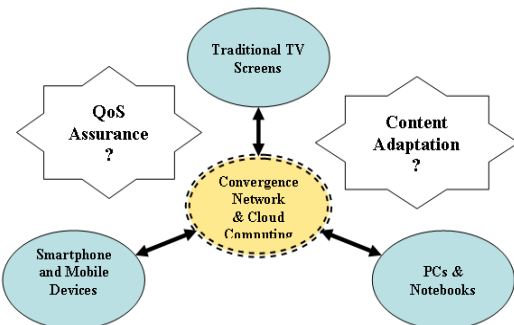 Traditional TV
Screens
QoS
Assurance
?
Content
Adaptation
?
Convergence
Network
& Cloud
Computing
Smartphone
and Mobile
Devices
PCs &
Notebooks